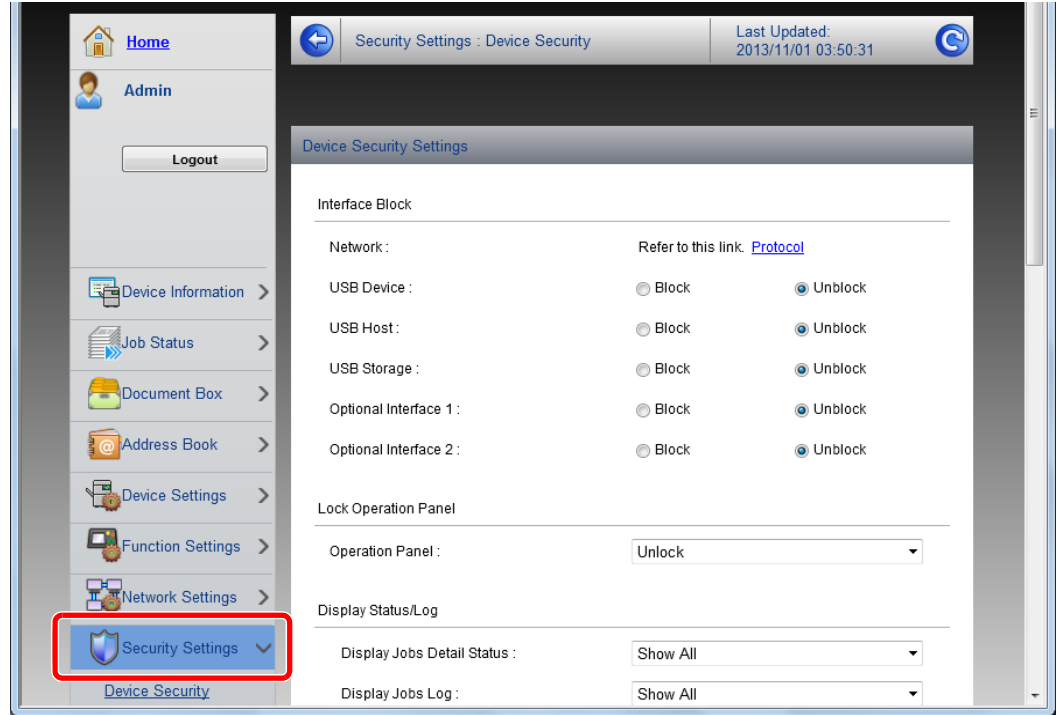 Home
Admin
Logout
Device Information
Job Status
Document Box
Address Book
Device Settings
Function Settings
Network Settings
Security Settings
Device Security
Security Settings : Device Security
Last Updated:
2013/11/01 03:50:31
Device Security Settings
Interface Block
Network : Refer to this link. Protocol
USB Device : Block Unblock
USB Host : Block Unblock
USB Storage : Block Unblock
Optional Interface 1 : Block Unblock
Optional Interface 2 : Block Unblock
Lock Operation Panel
Operation Panel : Unlock
Display Status/Log
Display Jobs Detail Status : Show All
Display Jobs Log : Show All